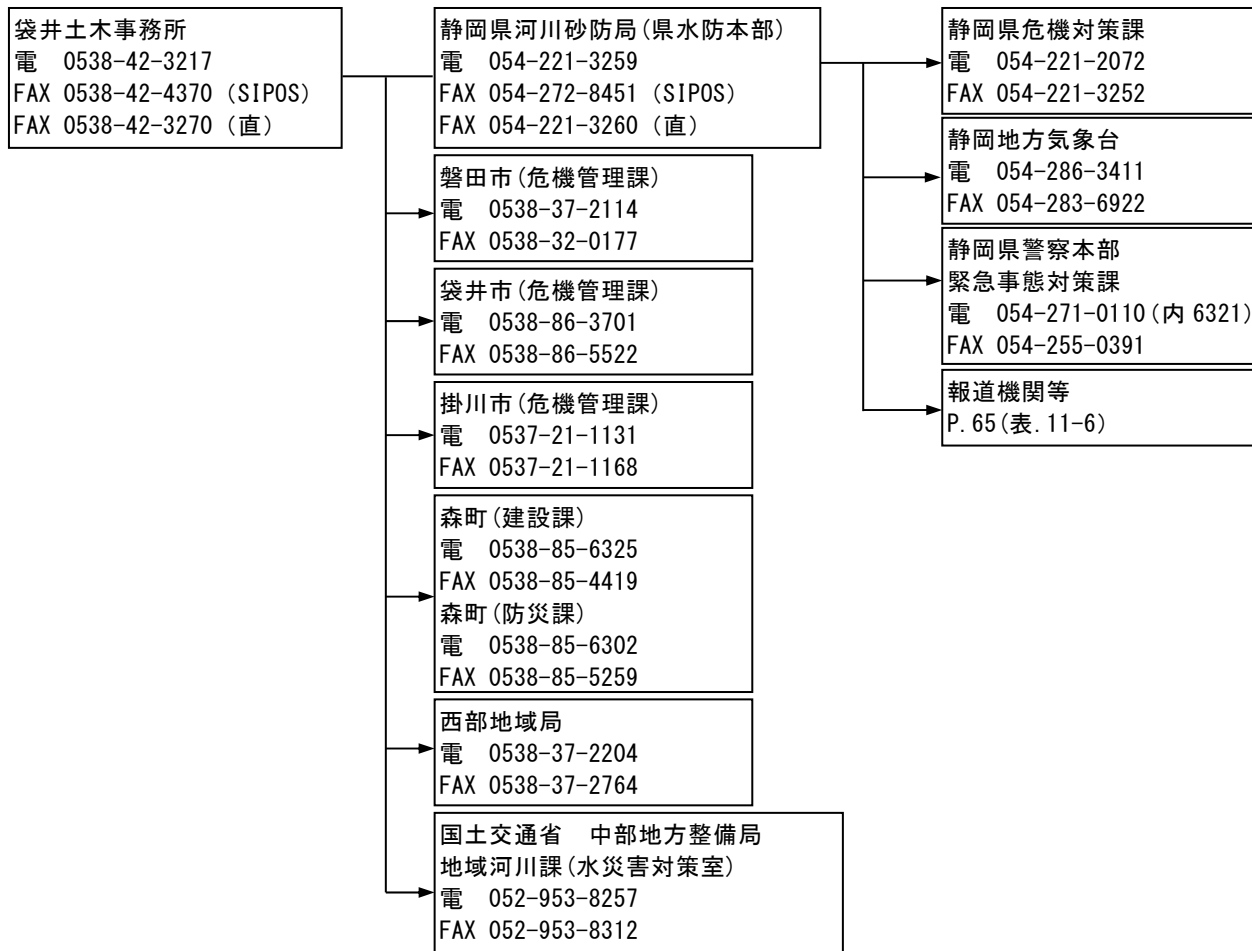 袋井土木事務所
電　0538-42-3217
FAX 0538-42-4370 (SIPOS)
FAX 0538-42-3270 (直)
静岡県河川砂防局(県水防本部)
電　054-221-3259
FAX 054-272-8451 (SIPOS)
FAX 054-221-3260 (直)
磐田市(危機管理課)
電　0538-37-2114
FAX 0538-32-0177
袋井市(危機管理課)
電　0538-86-3701
FAX 0538-86-5522
掛川市(危機管理課)
電　0537-21-1131
FAX 0537-21-1168
森町(建設課)
電　0538-85-6325
FAX 0538-85-4419
森町(防災課)
電　0538-85-6302
FAX 0538-85-5259
西部地域局
電　0538-37-2204
FAX 0538-37-2764
国土交通省　中部地方整備局
地域河川課(水災害対策室)
電　052-953-8257
FAX 052-953-8312
静岡県危機対策課
電　054-221-2072
FAX 054-221-3252
静岡地方気象台
電　054-286-3411
FAX 054-283-6922
静岡県警察本部
緊急事態対策課
電　054-271-0110(内 6321)
FAX 054-255-0391
報道機関等
P.65(表.11-6)